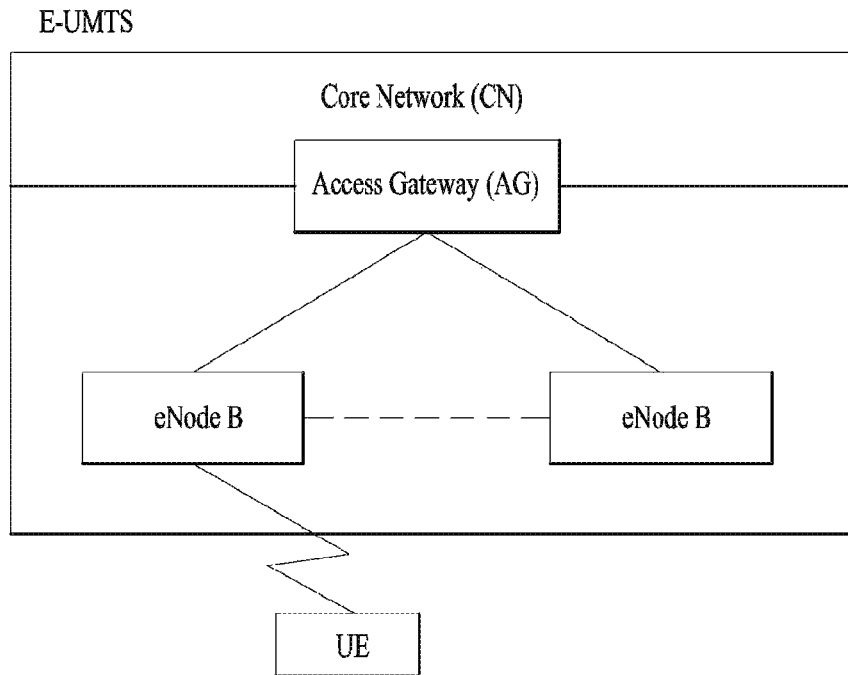 E-UMTS
Core Network (CN)
Access Gateway (AG)
eNode B
eNode B
UE